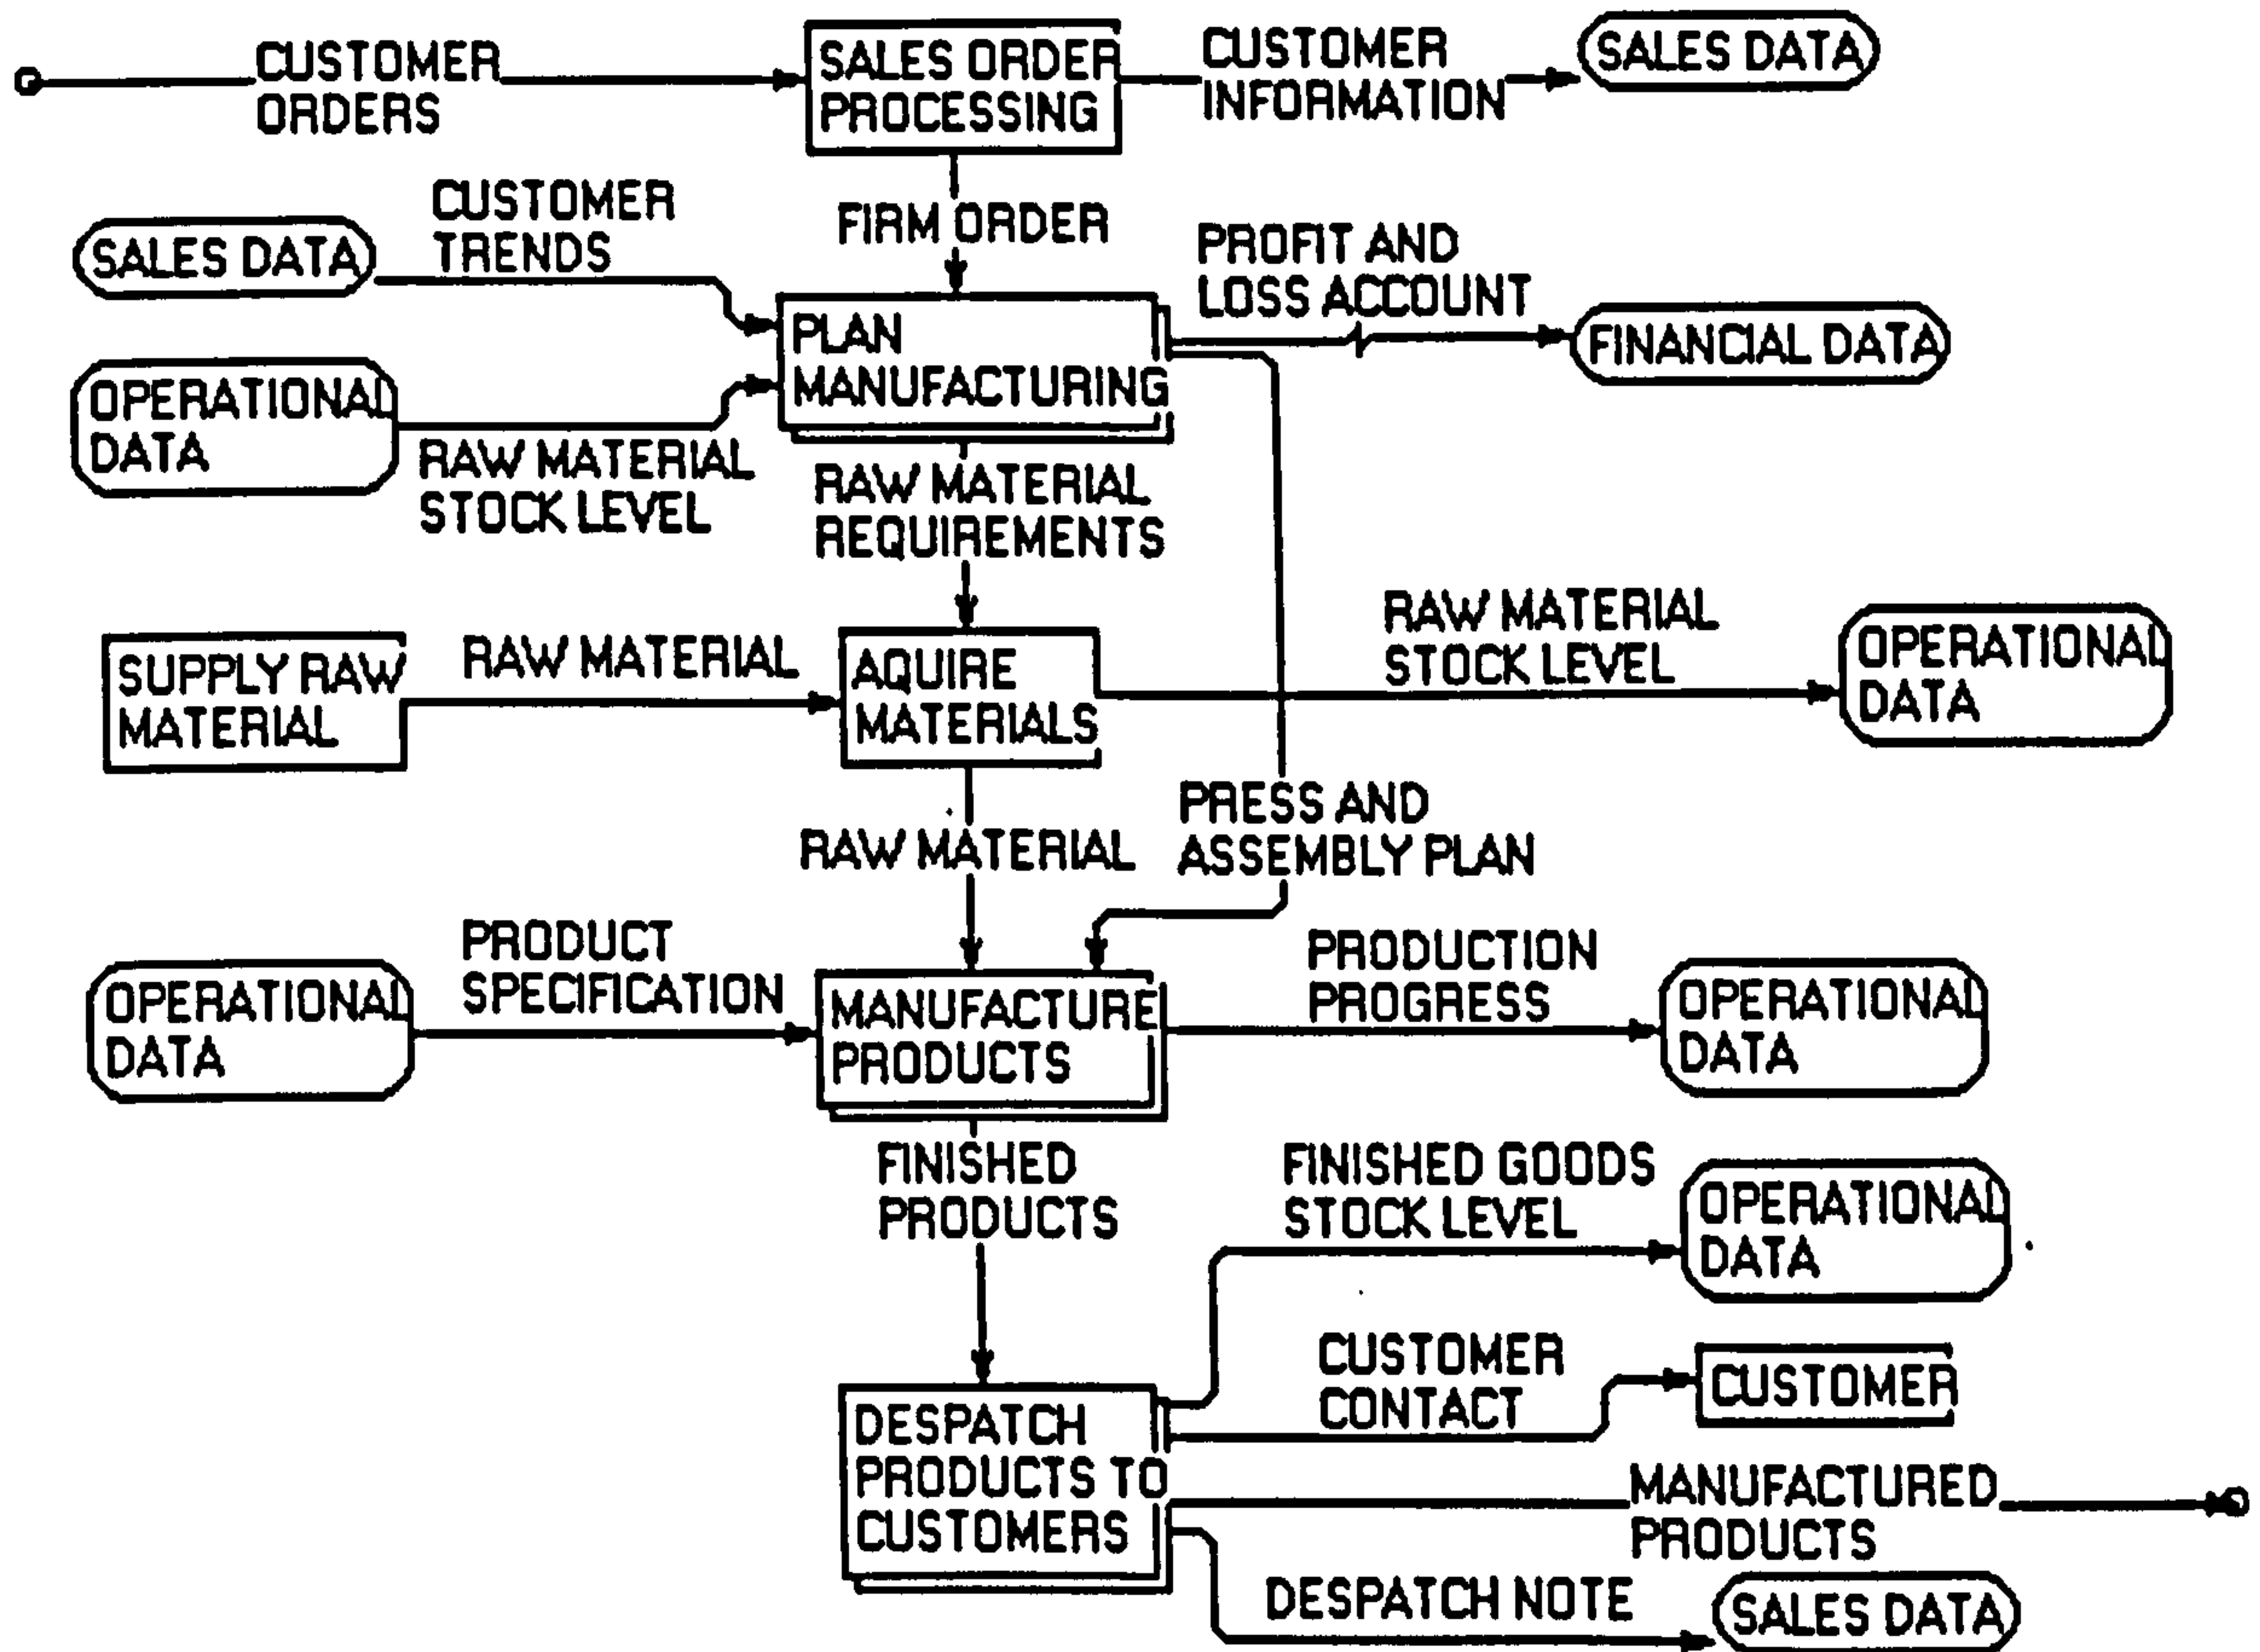 CUSTOMER
ORDERS
SALES ORDER
PROCESSING
CUSTOMER
INFORMATION
SALES DATA
SALES DATA
CUSTOMER
TRENDS
FIRM ORDER
PROFIT AND
LOSS ACCOUNT
FINANCIAL DATA
OPERATIONAL
DATA
RAW MATERIAL
STOCK LEVEL
PLAN
MANUFACTURING
RAW MATERIAL
REQUIREMENTS
SUPPLY RAW
MATERIAL
RAW MATERIAL
AQUIRE
MATERIALS
RAW MATERIAL
STOCK LEVEL
OPERATIONAL
DATA
RAW MATERIAL
PRESS AND
ASSEMBLY PLAN
OPERATIONAL
DATA
PRODUCT
SPECIFICATION
MANUFACTURE
PRODUCTS
PRODUCTION
PROGRESS
OPERATIONAL
DATA
FINISHED
PRODUCTS
FINISHED GOODS
STOCK LEVEL
OPERATIONAL
DATA
DESPATCH
PRODUCTS TO
CUSTOMERS
CUSTOMER
CONTACT
CUSTOMER
MANUFACTURED
PRODUCTS
DESPATCH NOTE
SALES DATA